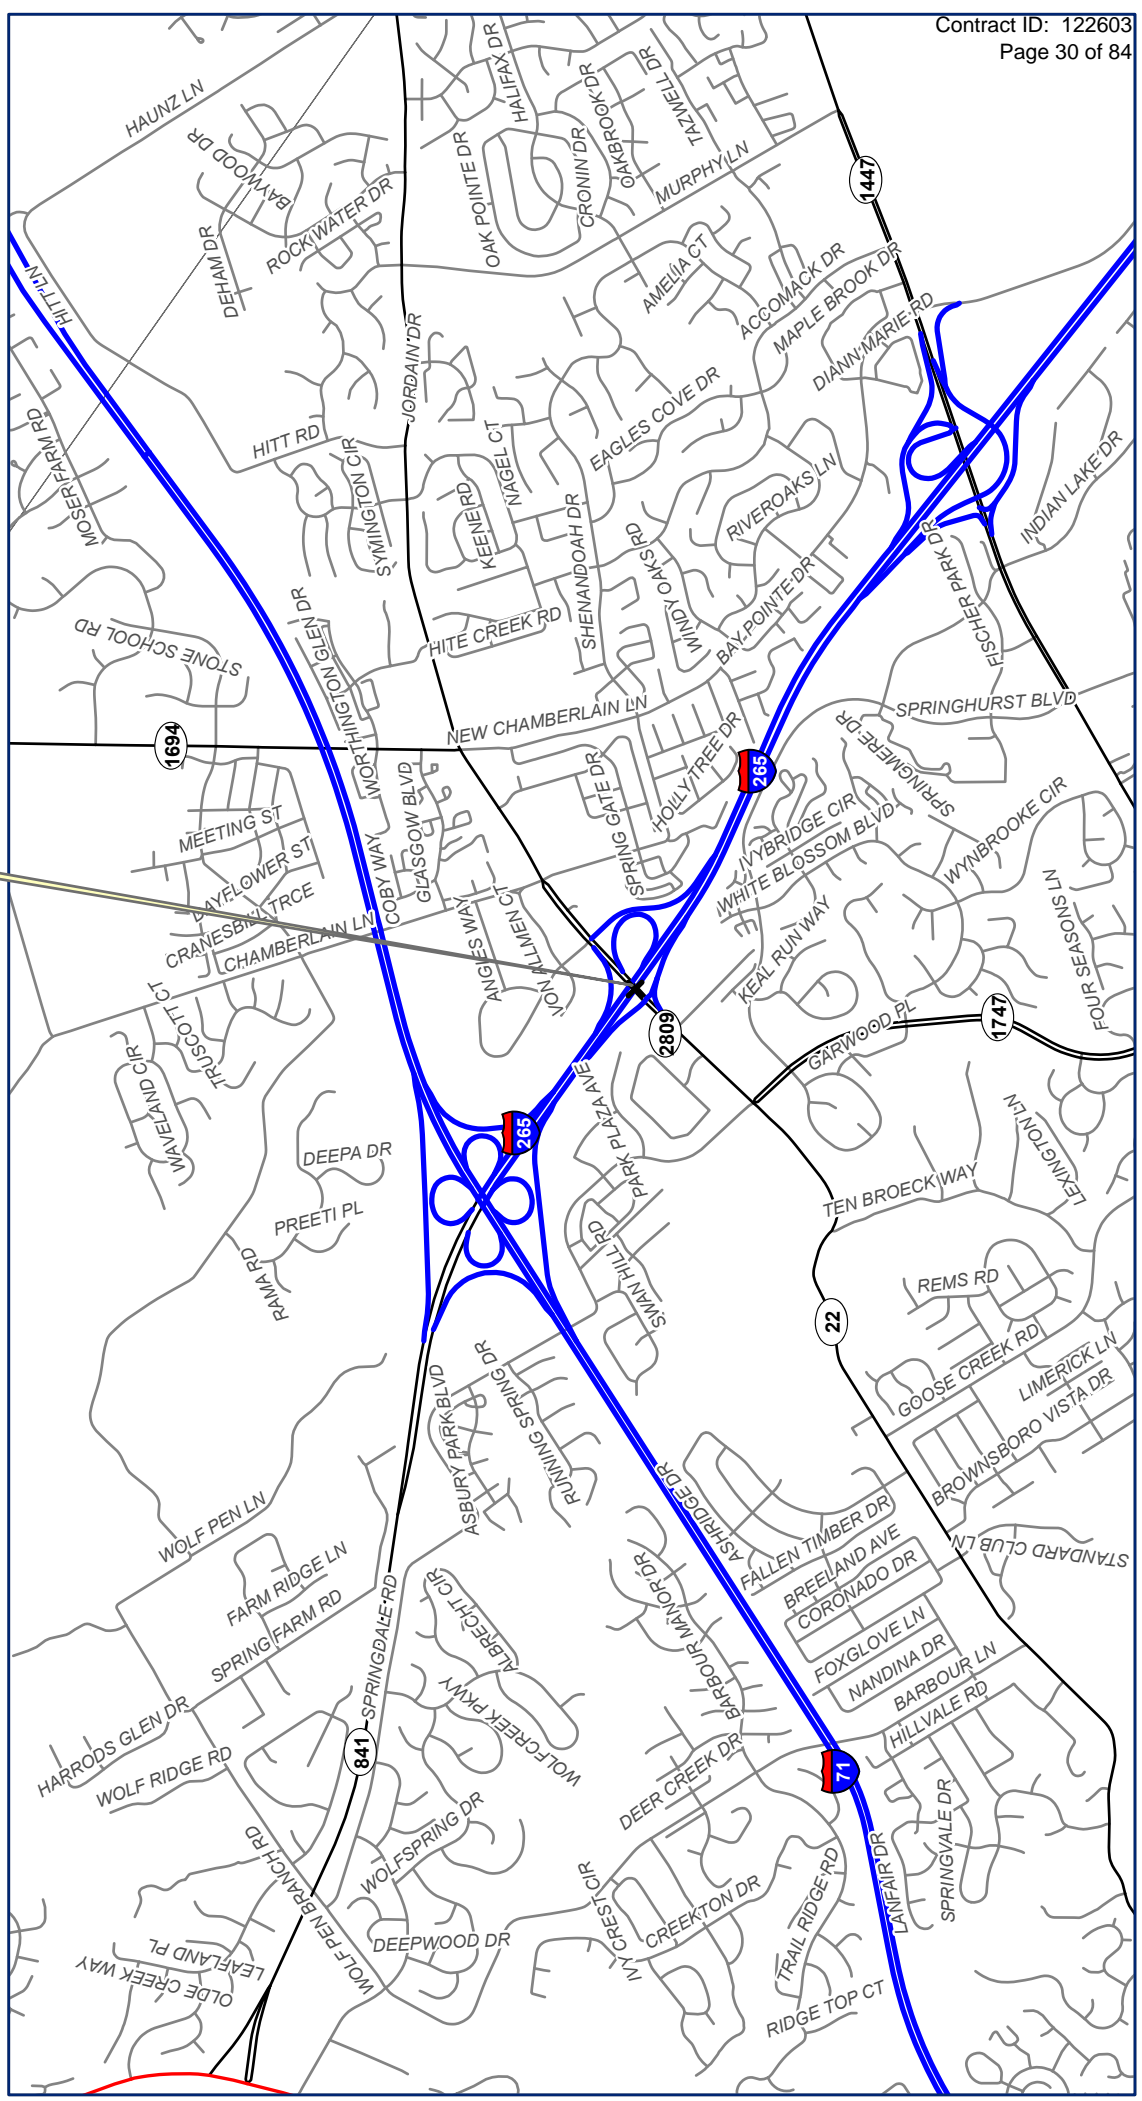 Contract ID: 122603
Page 30 of 84
HAUNZ LN
HALIFAX DR
OAKBROOK DR
TAZWELL DR
BAYWOOD DR
OAK POINTE DR
CRONIN DR
MURPHY LN
1447
ROCK WATER DR
DEHAM DR
HITT LN
AMELIA CT
ACCOMACK DR
MAPLE BROOK DR
DIANN MARIE RD
JORDAIN DR
EAGLES COVE DR
MOSER FARM RD
HITT RD
SYMINGTON CIR
NAGEL CT
KEENE RD
SHENANDOAH DR
RIVEROAKS LN
WINDY OAKS RD
INDIAN LAKE DR
FISCHER PARK DR
BAY POINTE DR
STONE SCHOOL RD
WORTHINGTON GLEN DR
HITE CREEK RD
NEW CHAMBERLAIN LN
SPRINGHURST BLVD
1694
HOLLY TREE DR
265
SPRINGMERE DR
GLASGOW BLVD
SPRING GATE DR
MEETING ST
IVYBRIDGE CIR
WHITE BLOSSOM BLVD
WYNBROOKE CIR
DAYFLOWER ST
COBY WAY
CRANESBILL TRCE
CHAMBERLAIN LN
ANGIES WAY
VON ALLMEN CT
KEAL RUN WAY
FOUR SEASONS LN
TRUSCOTT CT
2809
GARWOOD PL
1747
WAVELAND CIR
265
PARK PLAZA AVE
DEEPA DR
LEXINGTON LN
TEN BROECK WAY
PREETI PL
RAMA RD
SWAN HILL RD
REMS RD
22
GOOSE CREEK RD
LIMERICK LN
BROWNSBORO VISTA DR
ASBURY PARK BLVD
RUNNING SPRING DR
WOLF PEN LN
ASHRIDGE DR
FALLEN TIMBER DR
STANDARD CLUB LN
BREELAND AVE
CORONADO DR
FARM RIDGE LN
SPRING FARM RD
SPRINGDALE RD
ALBRECHT CIR
BARBOUR MANOR DR
FOXGLOVE LN
NANDINA DR
BARBOUR LN
HILLVALE RD
HARRODS GLEN DR
WOLFCREEK PKWY
841
WOLF RIDGE RD
DEER CREEK DR
71
WOLFSPRING DR
SPRINGVALE DR
LANFAIR DR
WOLF PEN BRANCH RD
IVY CREST CIR
CREEKTON DR
TRAIL RIDGE RD
DEEPWOOD DR
LEAFLAND PL
OLDE CREEK WAY
RIDGE TOP CT